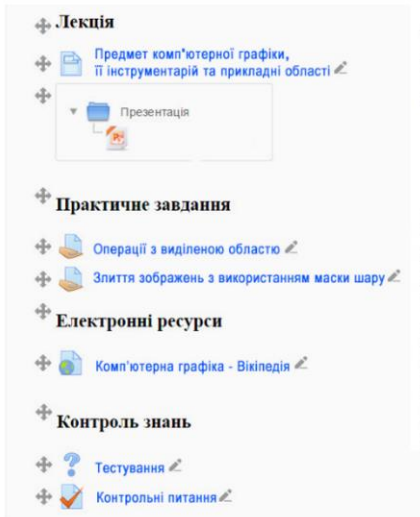 Лекція
Предмет комп'ютерної графіки,
її інструментарій та прикладні області
Презентація
Практичне завдання
Операції з виділеною областю
Злиття зображень з використанням маски шару
Електронні ресурси
Комп'ютерна графіка - Вікіпедія
Контроль знань
Тестування
Контрольні питання